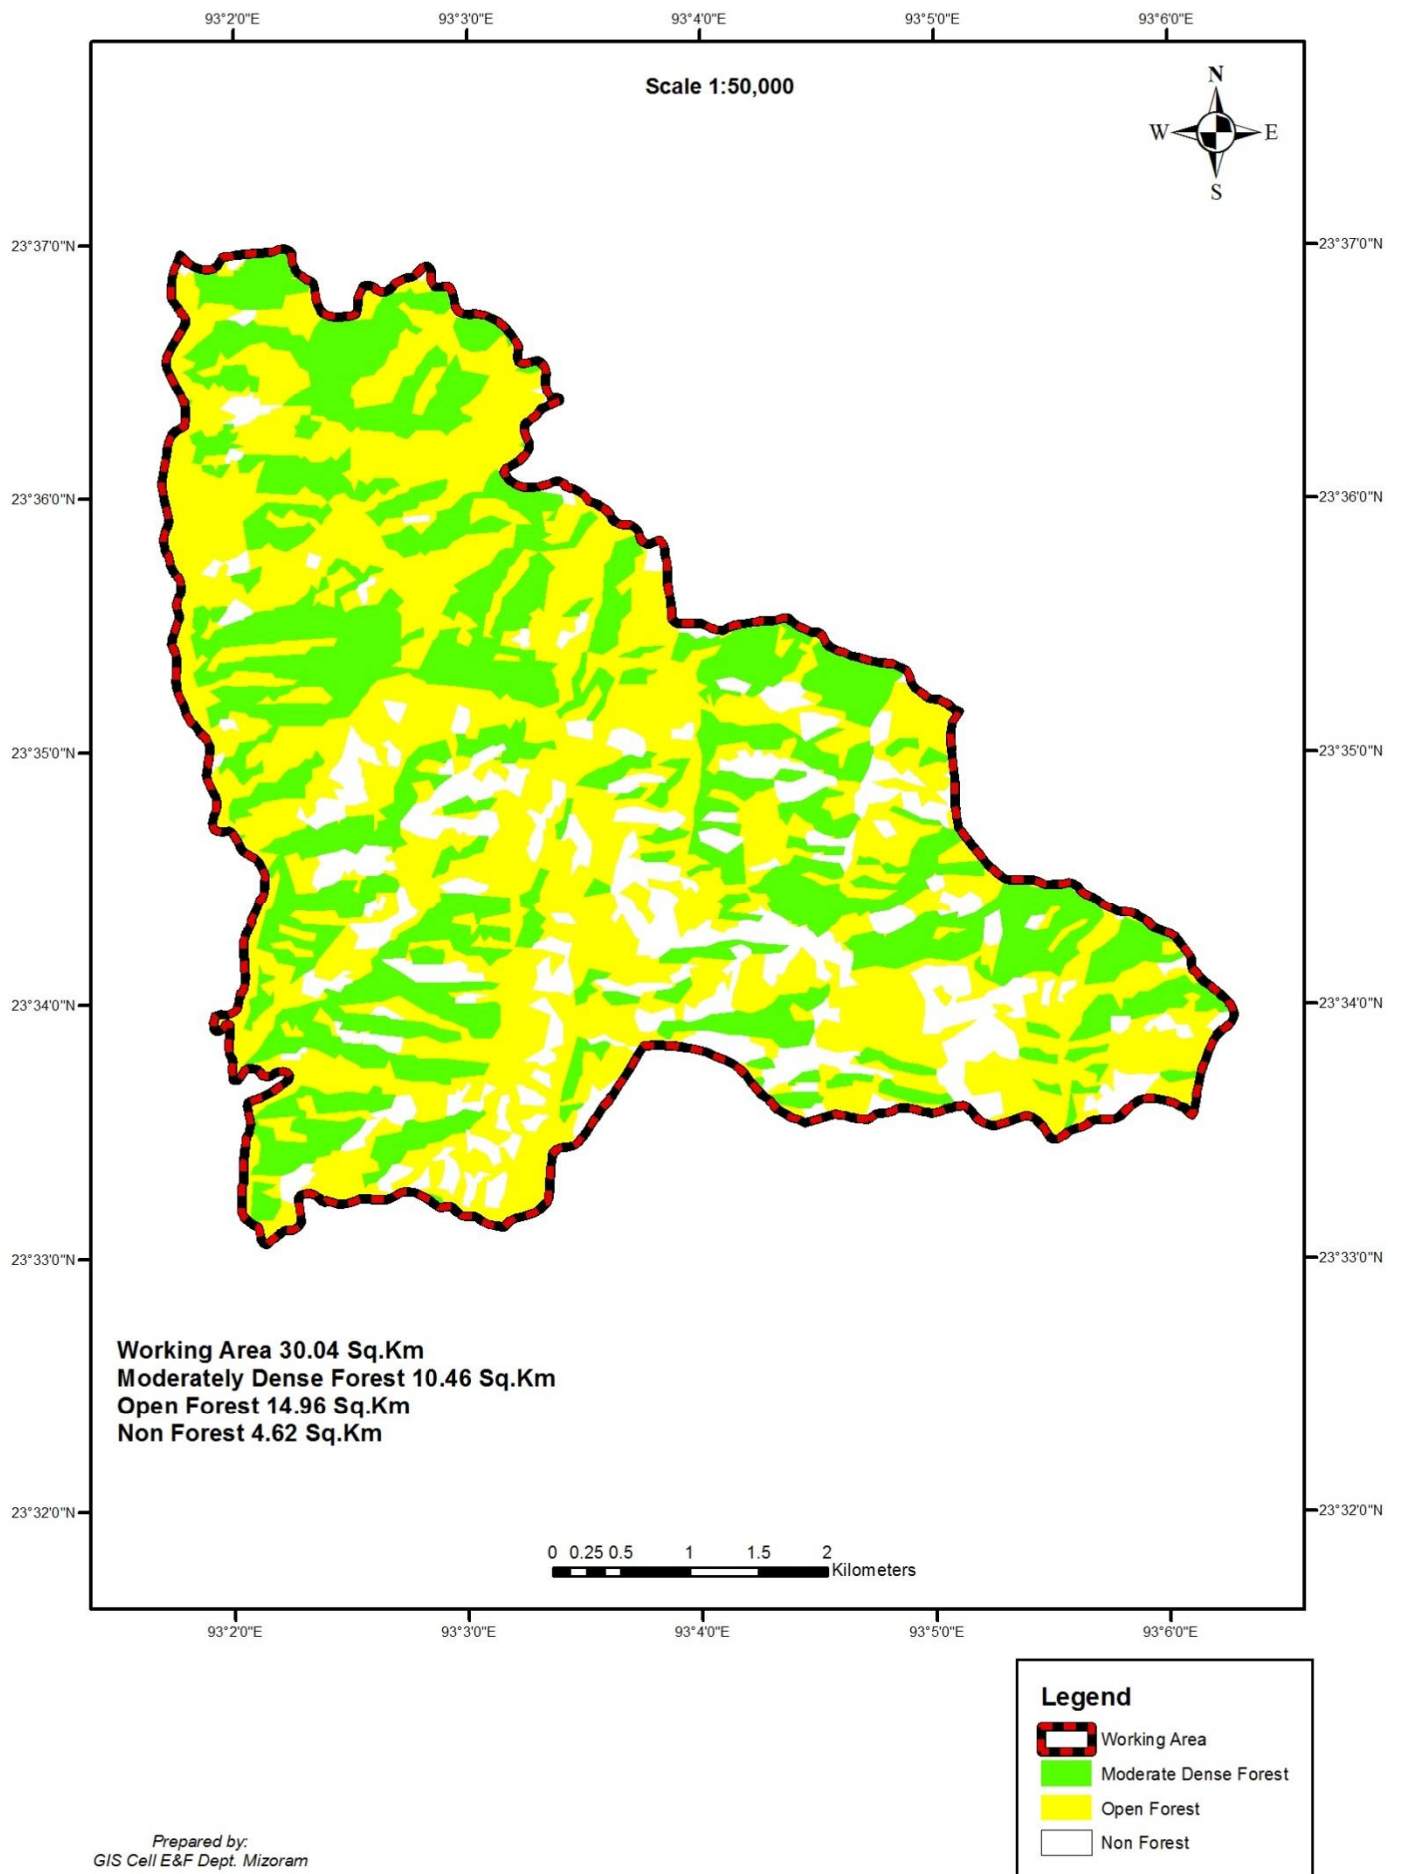 93°2'0"E 93°3'0"E 93°4'0"E 93°5'0"E 93°6'0"E
Scale 1:50,000
N
W E
S
23°37'0"N 23°37'0"N
23°36'0"N 23°36'0"N
23°35'0"N 23°35'0"N
23°34'0"N 23°34'0"N
23°33'0"N 23°33'0"N
Working Area 30.04 Sq.Km
Moderately Dense Forest 10.46 Sq.Km
Open Forest 14.96 Sq.Km
Non Forest 4.62 Sq.Km
23°32'0"N 23°32'0"N
0 0.25 0.5 1 1.5 2
Kilometers
93°2'0"E 93°3'0"E 93°4'0"E 93°5'0"E 93°6'0"E
Legend
Working Area
Moderate Dense Forest
Open Forest
Non Forest
Prepared by:
GIS Cell E&F Dept. Mizoram